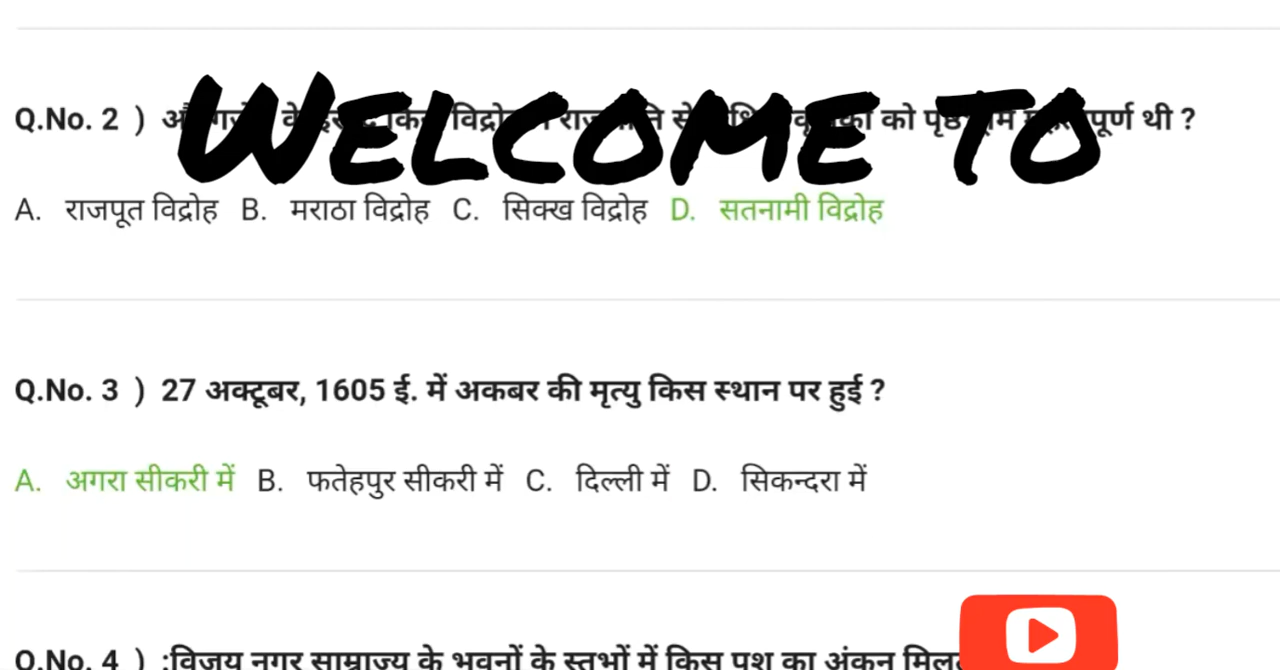 WELCOME TO
Q.No. 2 ) विद्रोह को थी ?
A. राजपूत विद्रोह B. मराठा विद्रोह C. सिक्ख विद्रोह D. सतनामी विद्रोह
Q.No. 3 ) 27 अक्टूबर, 1605 ई. में अकबर की मृत्यु किस स्थान पर हुई ?
A. अगरा सीकरी में B. फतेहपुर सीकरी में C. दिल्ली में D. सिकन्दरा में
Q.No. 4 ) :विजय नगर साम्राज्य के भवनों के स्तभों में किस पशु का अंकन